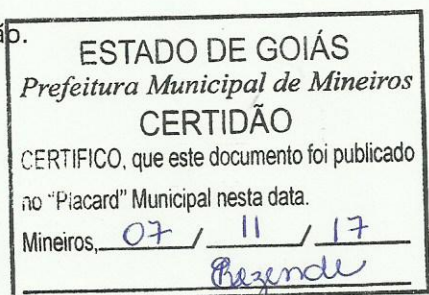 áo.
ESTADO DE GOIÁS
Prefeitura Municipal de Mineiros
CERTIDÃO
CERTIFICO, que este documento foi publicado
no "Placard" Municipal nesta data.
Mineiros, 07 / 11 / 17
Rezende